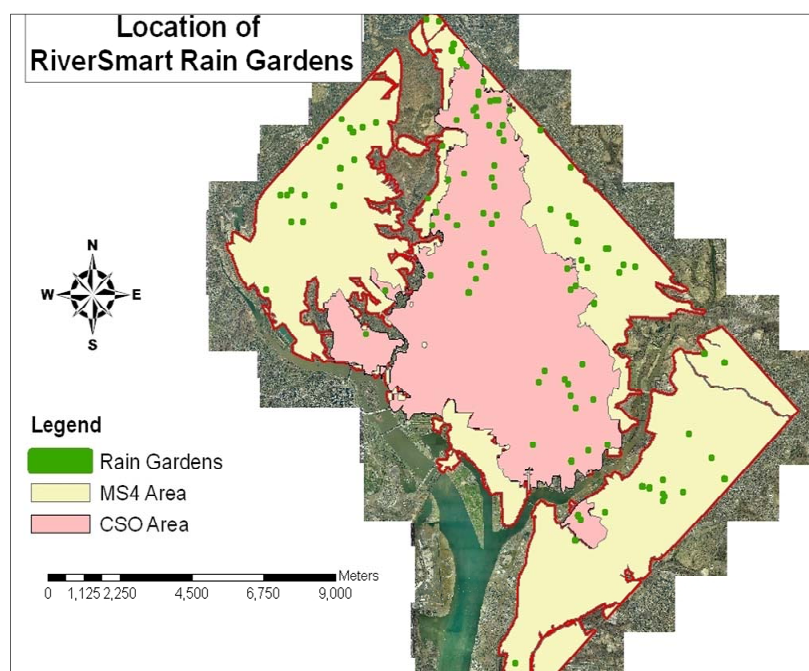 Location of
RiverSmart Rain Gardens
N
W E
S
Legend
Rain Gardens
MS4 Area
CSO Area
Meters
0 1,125 2,250 4,500 6,750 9,000